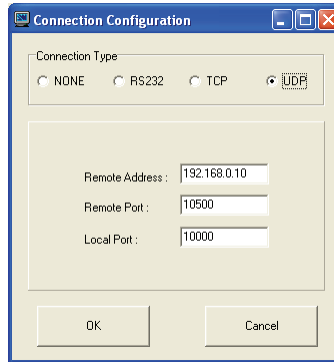 Connection Configuration
Connection Type
NONE RS232 TCP UDP
Remote Address : 192.168.0.10
Remote Port : 10500
Local Port : 10000
OK Cancel